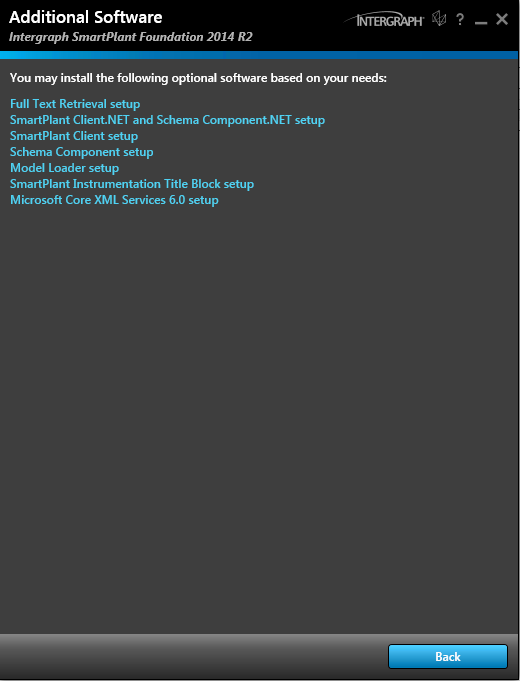 Additional Software
Intergraph SmartPlant Foundation 2014 R2
INTERGRAPH
?
You may install the following optional software based on your needs:
Full Text Retrieval setup
SmartPlant Client.NET and Schema Component.NET setup
SmartPlant Client setup
Schema Component setup
Model Loader setup
SmartPlant Instrumentation Title Block setup
Microsoft Core XML Services 6.0 setup
Back